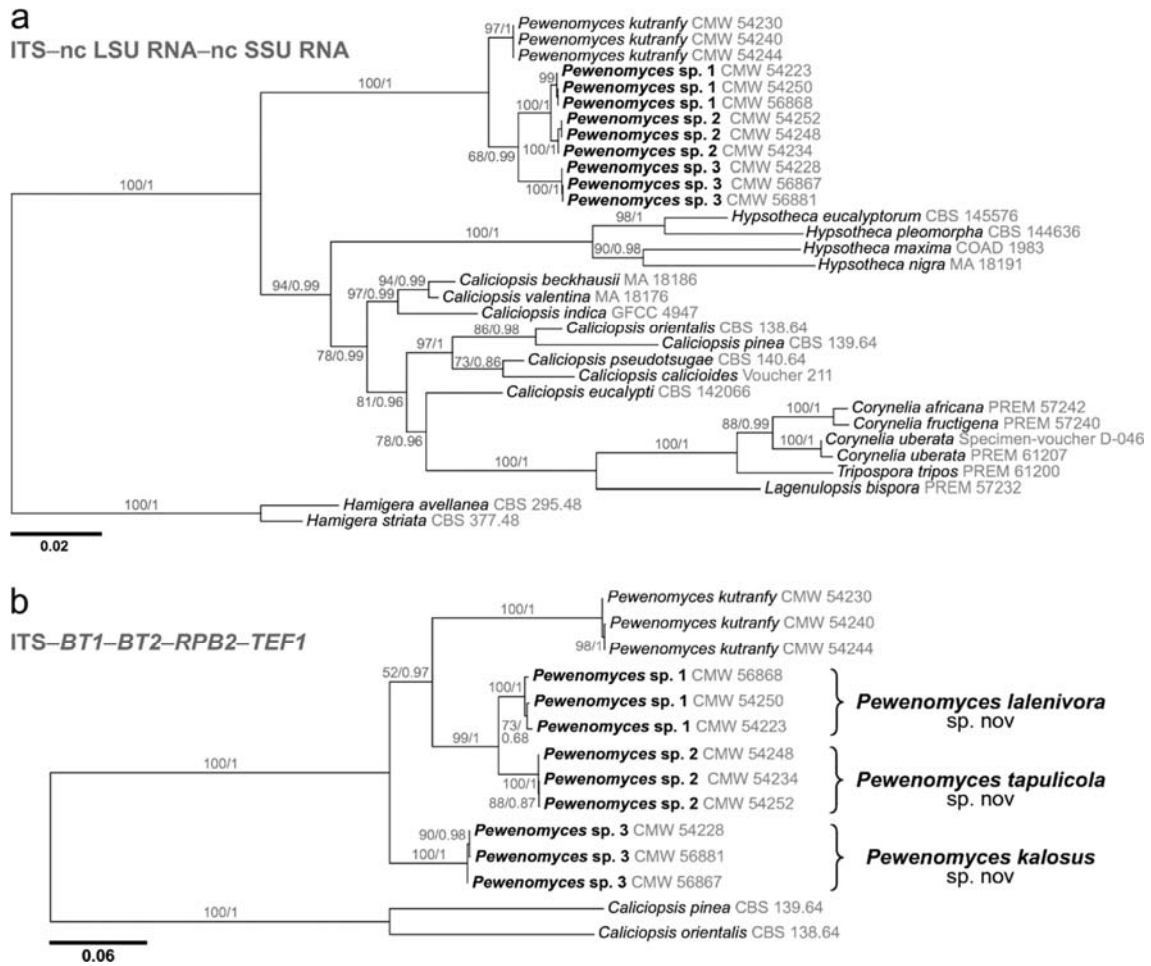 a
ITS–nc LSU RNA–nc SSU RNA
Pewenomyces kutranfy CMW 54230
Pewenomyces kutranfy CMW 54240
Pewenomyces kutranfy CMW 54244
Pewenomyces sp. 1 CMW 54223
Pewenomyces sp. 1 CMW 54250
Pewenomyces sp. 1 CMW 56868
Pewenomyces sp. 2 CMW 54252
Pewenomyces sp. 2 CMW 54248
Pewenomyces sp. 2 CMW 54234
Pewenomyces sp. 3 CMW 54228
Pewenomyces sp. 3 CMW 56867
Pewenomyces sp. 3 CMW 56881
97/1
100/1
99
100/1
68/0.99
100/1
100/1
100/1
Hypsotheca eucalyptorum CBS 145576
Hypsotheca pleomorpha CBS 144636
Hypsotheca maxima COAD 1983
Hypsotheca nigra MA 18191
98/1
100/1
90/0.98
94/0.99
Caliciopsis beckhausii MA 18186
Caliciopsis valentina MA 18176
Caliciopsis indica GFCC 4947
94/0.99
97/0.99
78/0.99
Caliciopsis orientalis CBS 138.64
Caliciopsis pinea CBS 139.64
Caliciopsis pseudotsugae CBS 140.64
Caliciopsis calicioides Voucher 211
Caliciopsis eucalypti CBS 142066
86/0.98
97/1
73/0.86
81/0.96
78/0.96
Corynelia africana PREM 57242
Corynelia fructigena PREM 57240
Corynelia uberata Specimen-voucher D-046
Corynelia uberata PREM 61207
Tripospora tripos PREM 61200
Lagenulopsis bispora PREM 57232
100/1
88/0.99
100/1
100/1
100/1
Hamigera avellanea CBS 295.48
Hamigera striata CBS 377.48
100/1
0.02
b
ITS–BT1–BT2–RPB2–TEF1
Pewenomyces kutranfy CMW 54230
Pewenomyces kutranfy CMW 54240
Pewenomyces kutranfy CMW 54244
100/1
98/1
52/0.97
Pewenomyces sp. 1 CMW 56868
Pewenomyces sp. 1 CMW 54250
Pewenomyces sp. 1 CMW 54223
100/1
73/
0.68
Pewenomyces lalenivora
sp. nov
99/1
Pewenomyces sp. 2 CMW 54248
Pewenomyces sp. 2 CMW 54234
Pewenomyces sp. 2 CMW 54252
100/1
88/0.87
Pewenomyces tapulicola
sp. nov
100/1
Pewenomyces sp. 3 CMW 54228
Pewenomyces sp. 3 CMW 56881
Pewenomyces sp. 3 CMW 56867
90/0.98
100/1
Pewenomyces kalosus
sp. nov
Caliciopsis pinea CBS 139.64
Caliciopsis orientalis CBS 138.64
100/1
0.06